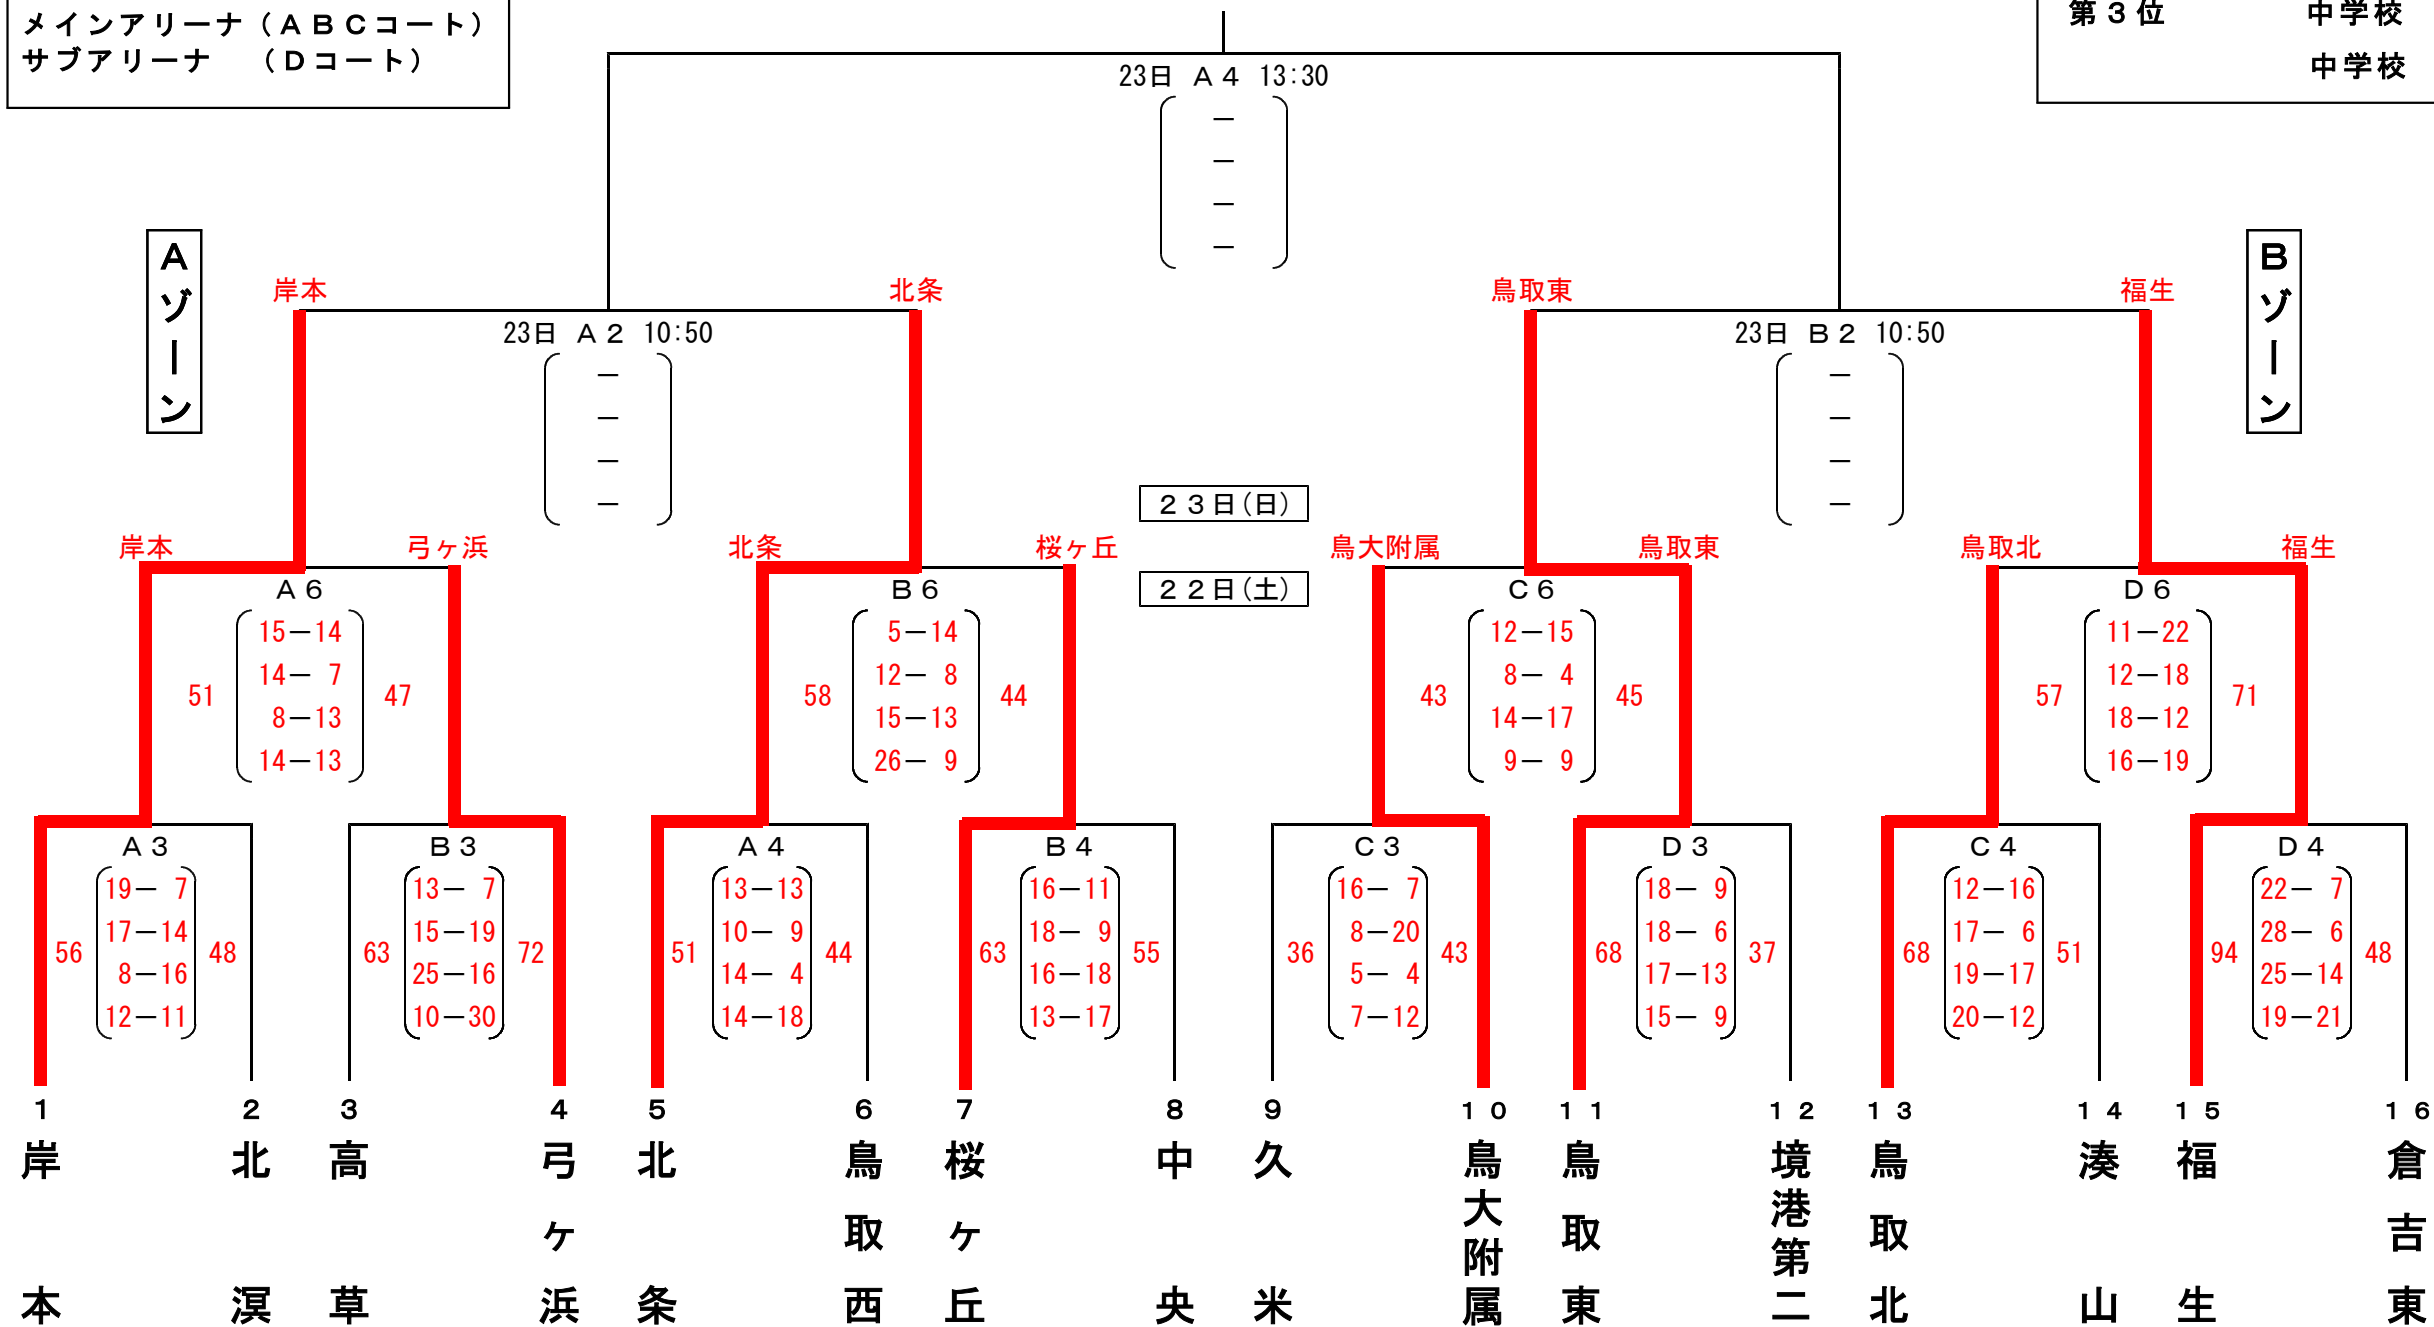 メインアリーナ（ＡＢＣコート）
サブアリーナ　（Ｄコート）
第３位　中学校
中学校
23日 Ａ４ 13:30
－
－
－
－
Ａゾーン
Ｂゾーン
岸本 北条 鳥取東 福生
23日 Ａ２ 10:50
－
－
－
－
23日 Ｂ２ 10:50
－
－
－
－
２３日(日)
２２日(土)
岸本 弓ヶ浜 北条 桜ヶ丘 鳥大附属 鳥取東 鳥取北 福生
Ａ６
51 47
15－14
14－ 7
8－13
14－13
Ｂ６
58 44
5－14
12－ 8
15－13
26－ 9
Ｃ６
43 45
12－15
8－ 4
14－17
9－ 9
Ｄ６
57 71
11－22
12－18
18－12
16－19
Ａ３
56 48
19－ 7
17－14
8－16
12－11
Ｂ３
63 72
13－ 7
15－19
25－16
10－30
Ａ４
51 44
13－13
10－ 9
14－ 4
14－18
Ｂ４
63 55
16－11
18－ 9
16－18
13－17
Ｃ３
36 43
16－ 7
8－20
5－ 4
7－12
Ｄ３
68 37
18－ 9
18－ 6
17－13
15－ 9
Ｃ４
68 51
12－16
17－ 6
19－17
20－12
Ｄ４
94 48
22－ 7
28－ 6
25－14
19－21
１ ２ ３ ４ ５ ６ ７ ８ ９ １０ １１ １２ １３ １４ １５ １６
岸本
北溟
高草
弓ヶ浜
北条
鳥取西
桜ヶ丘
中央
久米
鳥大附属
鳥取東
境港第二
鳥取北
湊山
福生
倉吉東